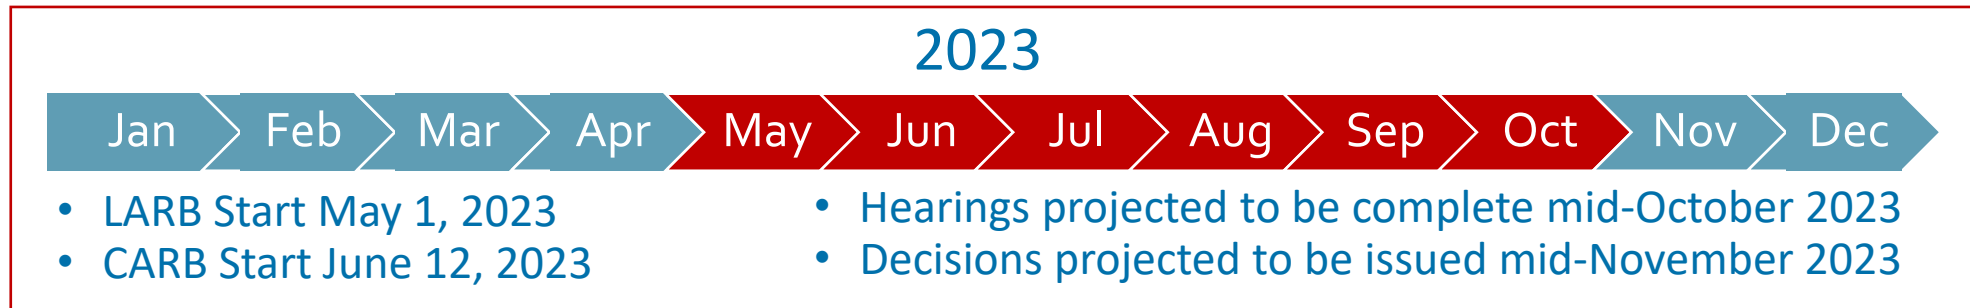 2023
Jan Feb Mar Apr May Jun Jul Aug Sep Oct Nov Dec
• LARB Start May 1, 2023
• CARB Start June 12, 2023
• Hearings projected to be complete mid-October 2023
• Decisions projected to be issued mid-November 2023